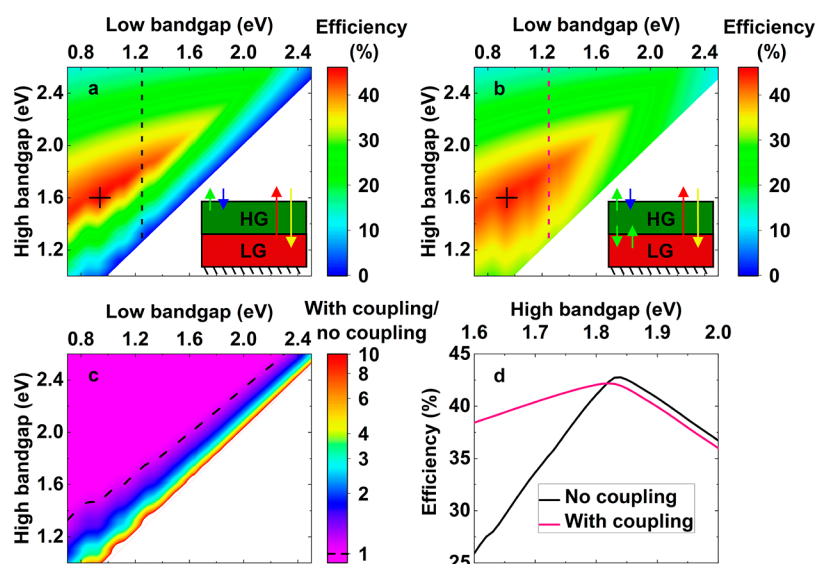 Low bandgap (eV)
Efficiency
(%)
0.8 1.2 1.6 2.0 2.4
High bandgap (eV)
2.4
2.0
1.6
1.2
a
HG
LG
40
30
20
10
0
Low bandgap (eV)
Efficiency
(%)
0.8 1.2 1.6 2.0 2.4
High bandgap (eV)
2.4
2.0
1.6
1.2
b
HG
LG
40
30
20
10
0
Low bandgap (eV)
With coupling/
no coupling
0.8 1.2 1.6 2.0 2.4
High bandgap (eV)
2.4
2.0
1.6
1.2
c
10
8
6
4
3
2
1
High bandgap (eV)
1.6 1.7 1.8 1.9 2.0
Efficiency (%)
45
40
35
30
25
d
No coupling
With coupling